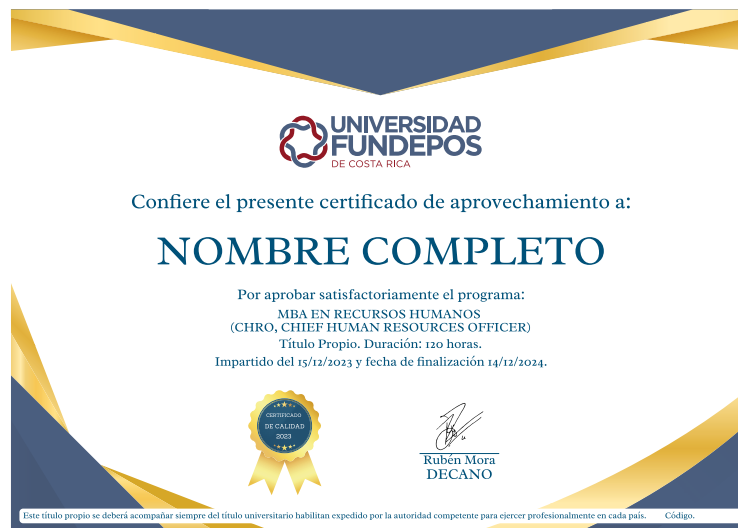 UNIVERSIDAD
FUNDEPOS
DE COSTA RICA
Confiere el presente certificado de aprovechamiento a:
NOMBRE COMPLETO
Por aprobar satisfactoriamente el programa:
MBA EN RECURSOS HUMANOS
(CHRO, CHIEF HUMAN RESOURCES OFFICER)
Título Propio. Duración: 120 horas.
Impartido del 15/12/2023 y fecha de finalización 14/12/2024.
CERTIFICADO
DE CALIDAD
2023
Rubén Mora
DECANO
Este título propio se deberá acompañar siempre del título universitario habilitan expedido por la autoridad competente para ejercer profesionalmente en cada país. Código.